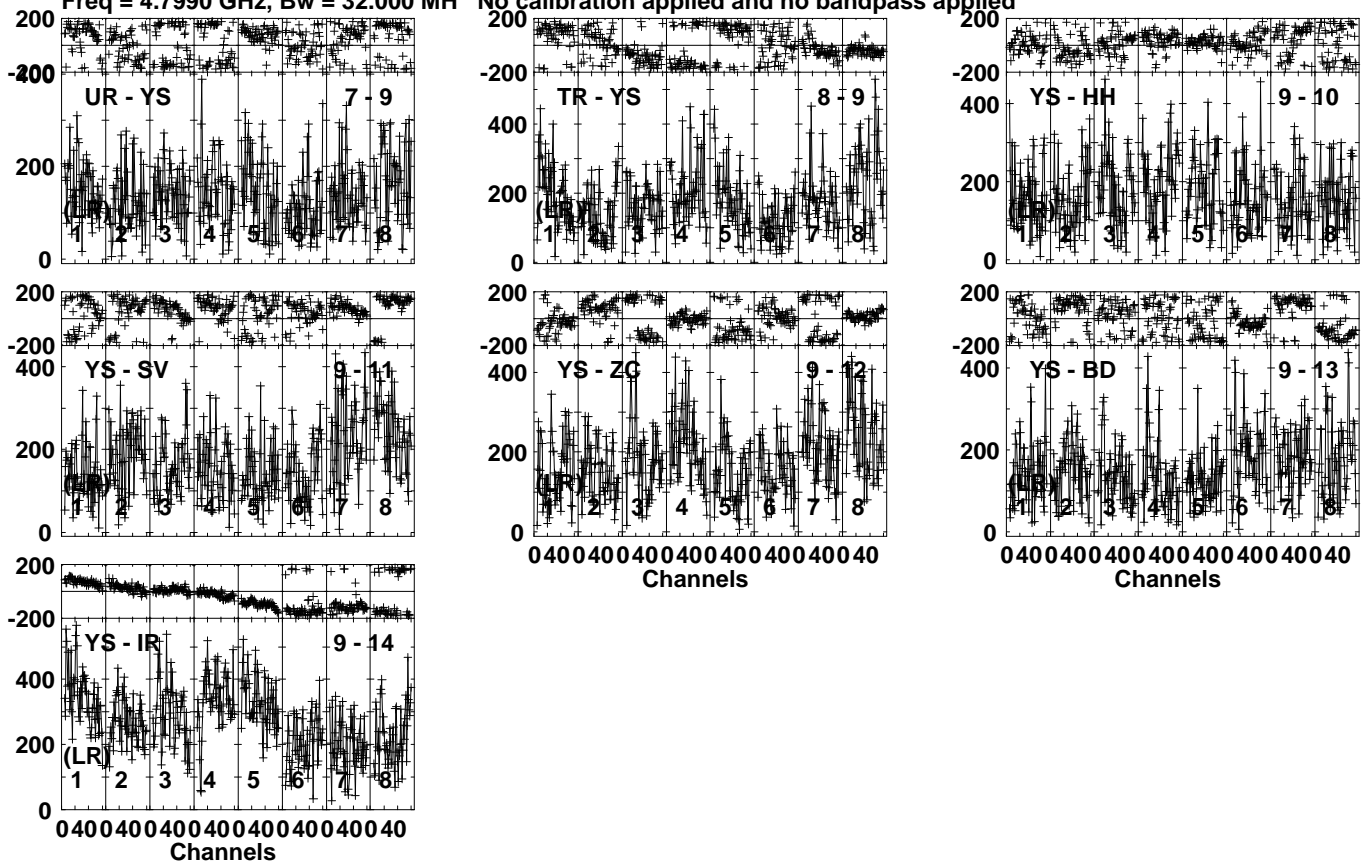 Freq = 4.7990 GHz, Bw = 32.000 MH No calibration applied and no bandpass applied
200
-200
400
200
0
UR - YS 7 - 9
(LR)
1 2 3 4 5 6 7 8
200
-200
400
200
0
TR - YS 8 - 9
(LR)
1 2 3 4 5 6 7 8
200
-200
400
200
0
YS - HH 9 - 10
(LR)
1 2 3 4 5 6 7 8
200
-200
400
200
0
YS - SV 9 - 11
(LR)
1 2 3 4 5 6 7 8
200
-200
400
200
0
YS - ZC 9 - 12
(LR)
1 2 3 4 5 6 7 8
0 40 0 40 0 40 0 40 0 40 0 40 0 40 0 40
Channels
200
-200
400
200
0
YS - BD 9 - 13
(LR)
1 2 3 4 5 6 7 8
0 40 0 40 0 40 0 40 0 40 0 40 0 40 0 40
Channels
200
-200
400
200
0
YS - IR 9 - 14
(LR)
1 2 3 4 5 6 7 8
0 40 0 40 0 40 0 40 0 40 0 40 0 40 0 40
Channels